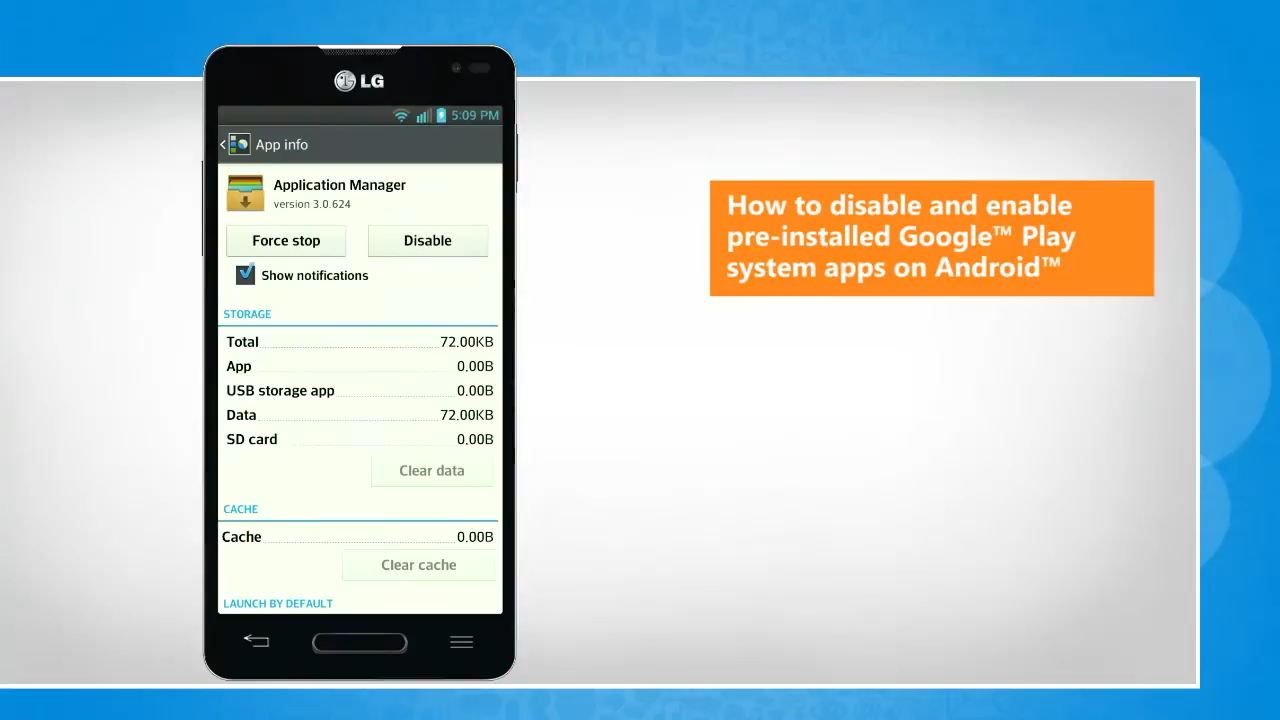 LG
5:09 PM
App info
Application Manager
version 3.0.624
Force stop Disable
Show notifications
STORAGE
Total 72.00KB
App 0.00B
USB storage app 0.00B
Data 72.00KB
SD card 0.00B
Clear data
CACHE
Cache 0.00B
Clear cache
LAUNCH BY DEFAULT
How to disable and enable
pre-installed Google™ Play
system apps on Android™